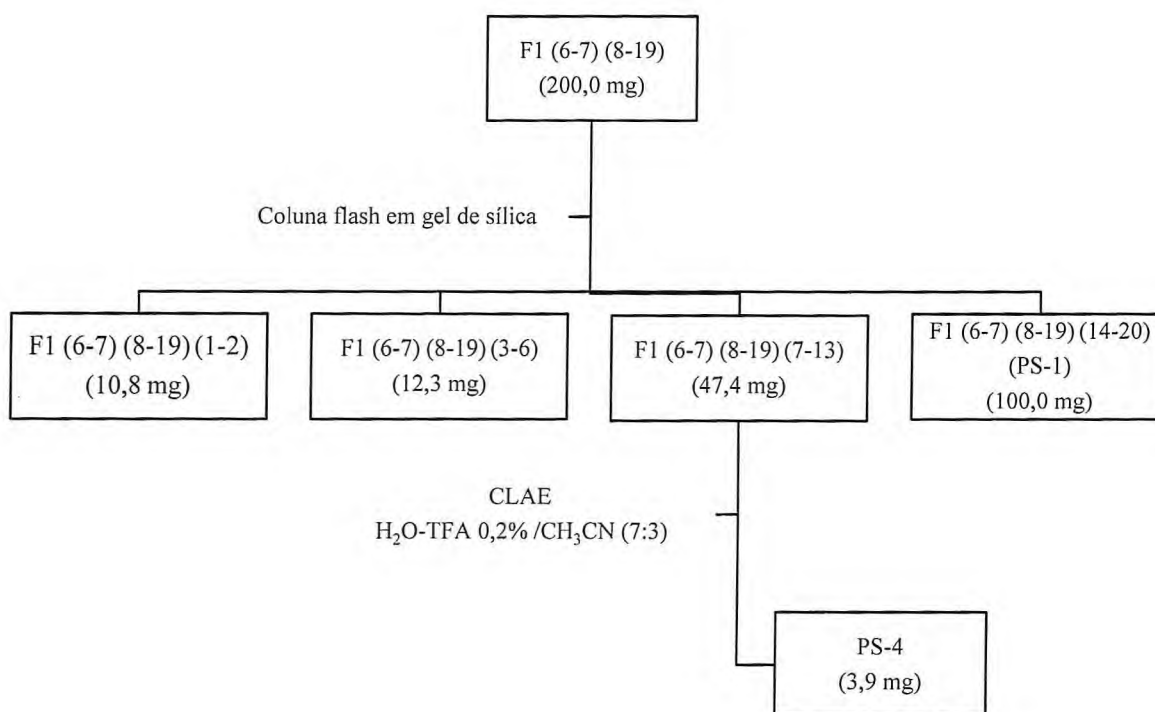 F1 (6-7) (8-19)
(200,0 mg)
Coluna flash em gel de sílica
F1 (6-7) (8-19) (1-2)
(10,8 mg)
F1 (6-7) (8-19) (3-6)
(12,3 mg)
F1 (6-7) (8-19) (7-13)
(47,4 mg)
F1 (6-7) (8-19) (14-20)
(PS-1)
(100,0 mg)
CLAE
H₂O-TFA 0,2% /CH₃CN (7:3)
PS-4
(3,9 mg)